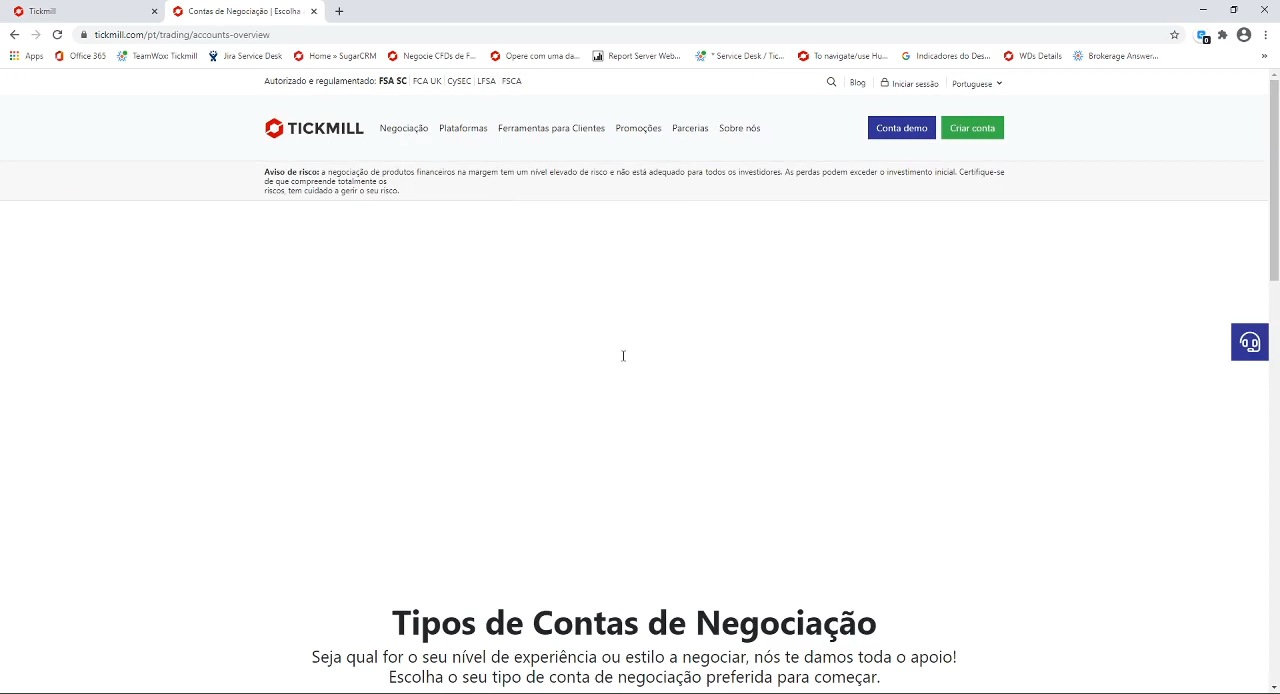 Tickmill
Contas de Negociação | Escolha
tickmill.com/pt/trading/accounts-overview
Apps
Office 365
TeamWox: Tickmill
Jira Service Desk
Home » SugarCRM
Negocie CFDs de F...
Opere com uma da...
Report Server Web...
* Service Desk / Tic...
To navigate/use Hu...
Indicadores do Des...
WDs Details
Brokerage Answer...
»
Autorizado e regulamentado: FSA SC | FCA UK | CySEC | LFSA | FSCA
Blog
Iniciar sessão
Portuguese
TICKMILL
Negociação
Plataformas
Ferramentas para Clientes
Promoções
Parcerias
Sobre nós
Conta demo
Criar conta
Aviso de risco: a negociação de produtos financeiros na margem tem um nível elevado de risco e não está adequado para todos os investidores. As perdas podem exceder o investimento inicial. Certifique-se
de que compreende totalmente os
riscos, tem cuidado a gerir o seu risco.
Tipos de Contas de Negociação
Seja qual for o seu nível de experiência ou estilo a negociar, nós te damos toda o apoio!
Escolha o seu tipo de conta de negociação preferida para começar.